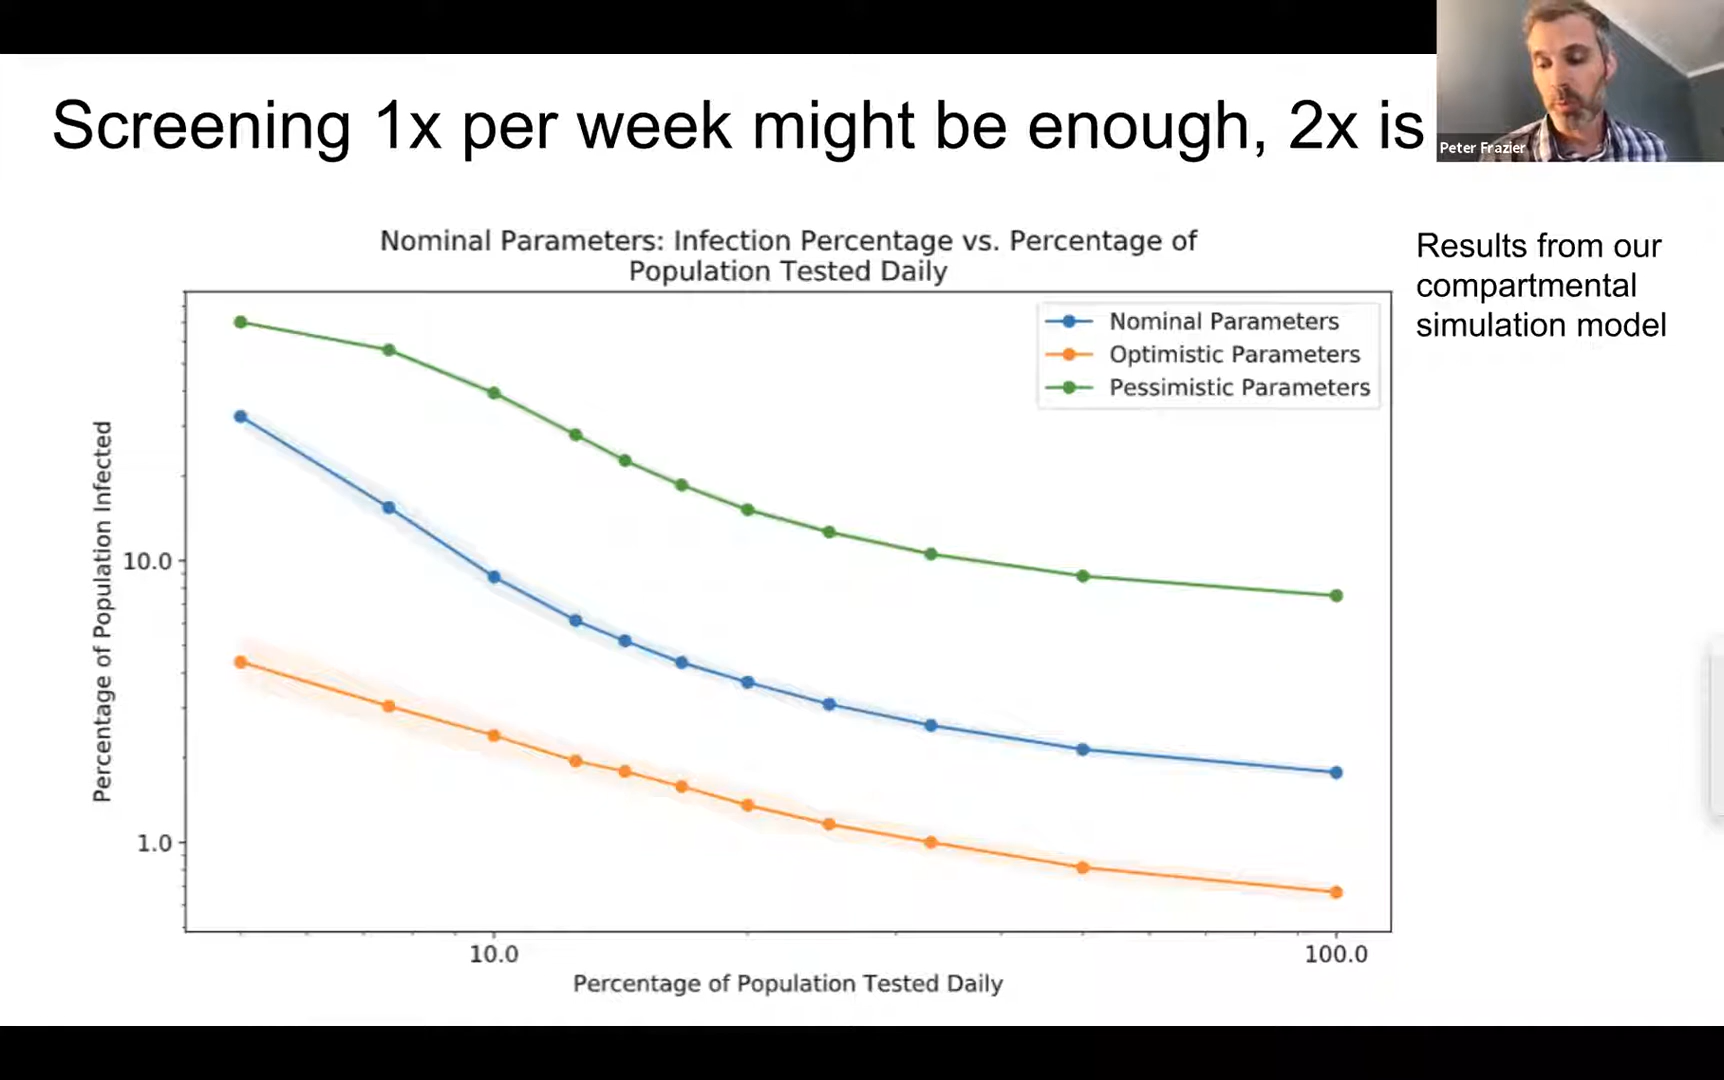 Screening 1x per week might be enough, 2x is
Peter Frazier
Nominal Parameters: Infection Percentage vs. Percentage of
Population Tested Daily
Results from our
compartmental
simulation model
Nominal Parameters
Optimistic Parameters
Pessimistic Parameters
Percentage of Population Infected
10.0
1.0
10.0
100.0
Percentage of Population Tested Daily